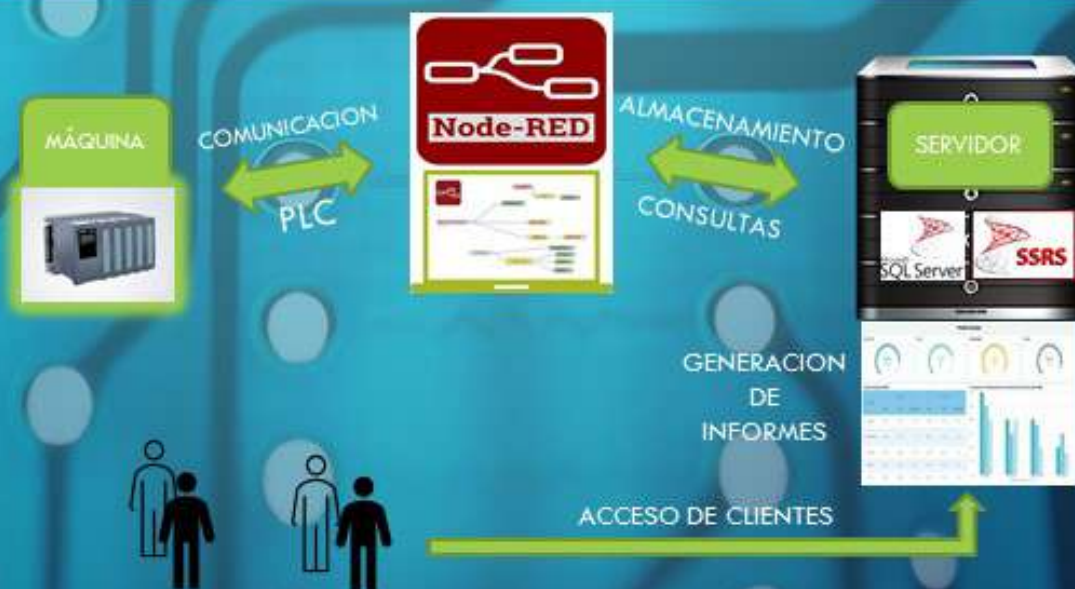 MÁQUINA
COMUNICACION
PLC
Node-RED
ALMACENAMIENTO
CONSULTAS
SERVIDOR
SQL Server
SSRS
GENERACION
DE
INFORMES
ACCESO DE CLIENTES